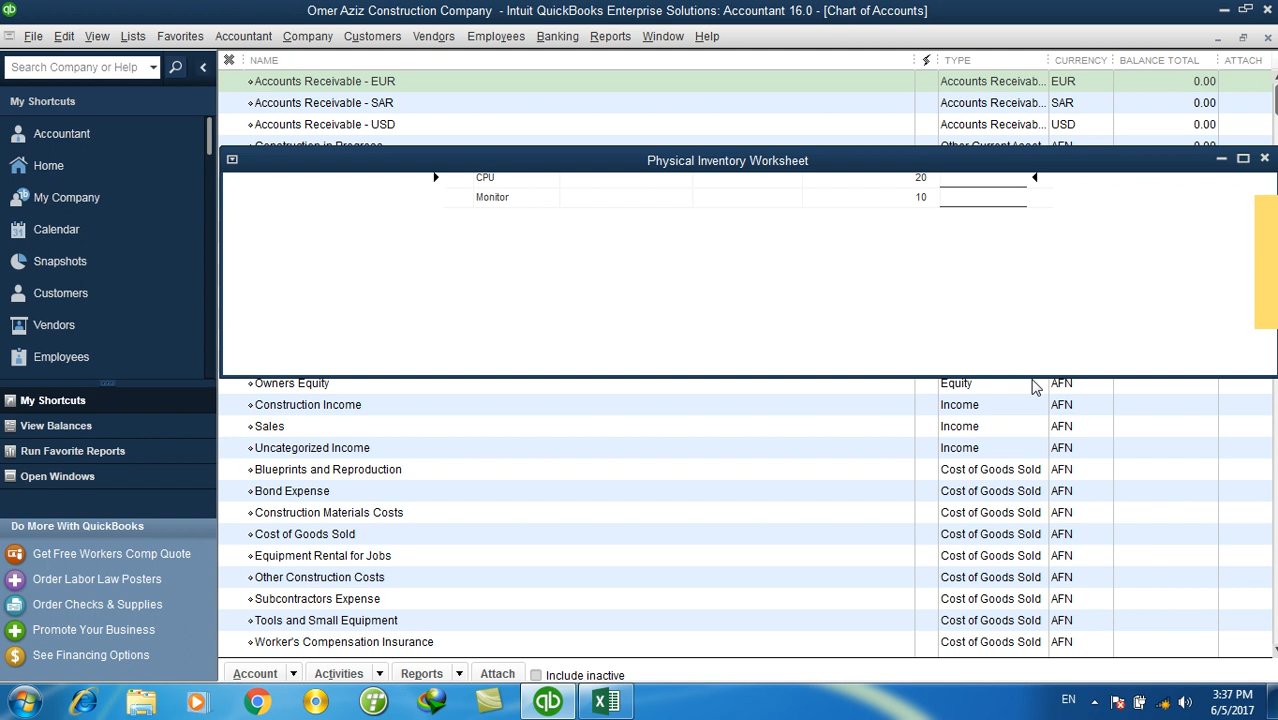 Omer Aziz Construction Company - Intuit QuickBooks Enterprise Solutions: Accountant 16.0 - [Chart of Accounts]
File Edit View Lists Favorites Accountant Company Customers Vendors Employees Banking Reports Window Help
Search Company or Help
My Shortcuts
Accountant
Home
My Company
Calendar
Snapshots
Customers
Vendors
Employees
My Shortcuts
View Balances
Run Favorite Reports
Open Windows
Do More With QuickBooks
Get Free Workers Comp Quote
Order Labor Law Posters
Order Checks & Supplies
Promote Your Business
See Financing Options
NAME TYPE CURRENCY BALANCE TOTAL ATTACH
Accounts Receivable - EUR Accounts Receivab... EUR 0.00
Accounts Receivable - SAR Accounts Receivab... SAR 0.00
Accounts Receivable - USD Accounts Receivab... USD 0.00
Construction in Progress Other Current Asset AFN 0.00
Physical Inventory Worksheet
CPU 20
Monitor 10
Owners Equity Equity AFN
Construction Income Income AFN
Sales Income AFN
Uncategorized Income Income AFN
Blueprints and Reproduction Cost of Goods Sold AFN
Bond Expense Cost of Goods Sold AFN
Construction Materials Costs Cost of Goods Sold AFN
Cost of Goods Sold Cost of Goods Sold AFN
Equipment Rental for Jobs Cost of Goods Sold AFN
Other Construction Costs Cost of Goods Sold AFN
Subcontractors Expense Cost of Goods Sold AFN
Tools and Small Equipment Cost of Goods Sold AFN
Worker's Compensation Insurance Cost of Goods Sold AFN
Account Activities Reports Attach Include inactive
EN
3:37 PM
6/5/2017